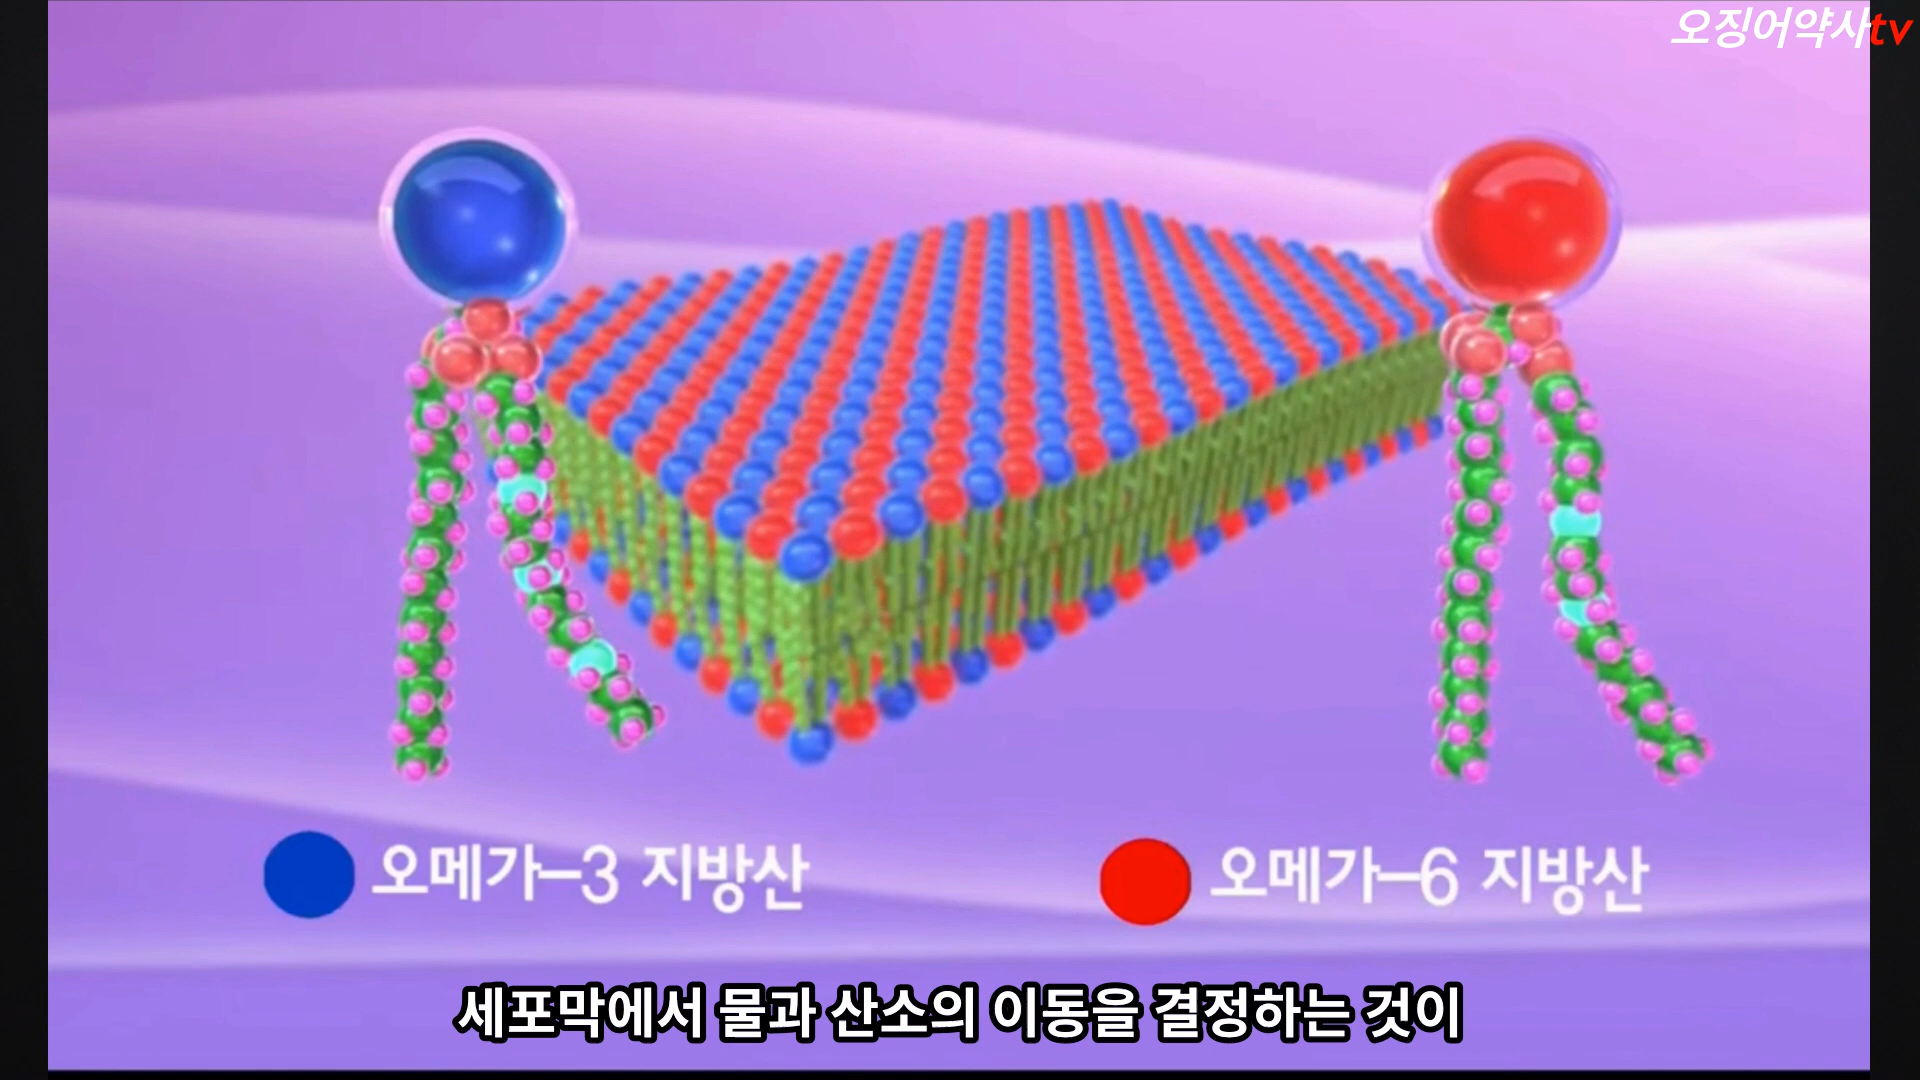 오징어약사tv
오메가-3 지방산
오메가-6 지방산
세포막에서 물과 산소의 이동을 결정하는 것이